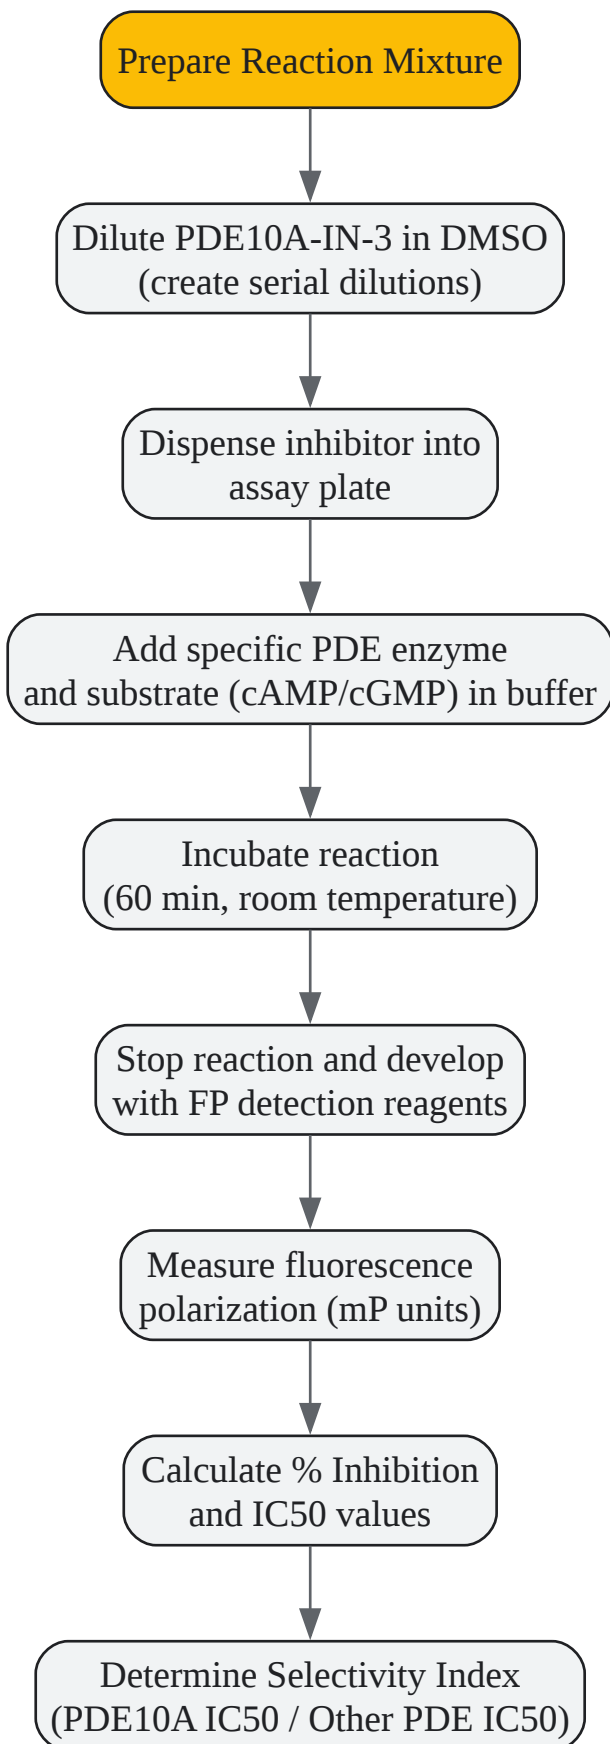 Prepare Reaction Mixture
Dilute PDE10A-IN-3 in DMSO
(create serial dilutions)
Dispense inhibitor into
assay plate
Add specific PDE enzyme
and substrate (cAMP/cGMP) in buffer
Incubate reaction
(60 min, room temperature)
Stop reaction and develop
with FP detection reagents
Measure fluorescence
polarization (mP units)
Calculate % Inhibition
and IC50 values
Determine Selectivity Index
(PDE10A IC50 / Other PDE IC50)